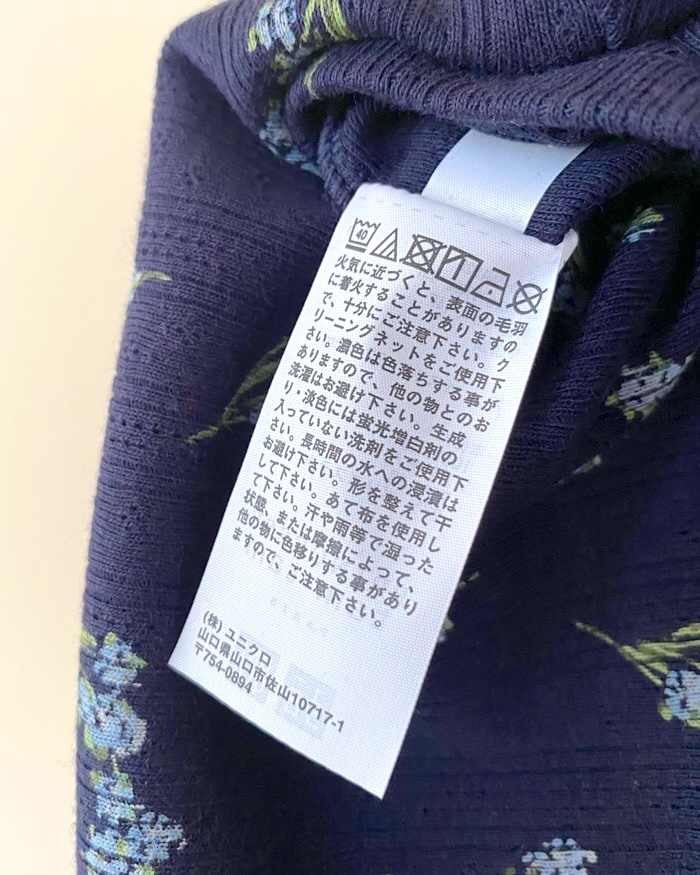 40
火気に近づくと、表面の毛羽
に着火することがありますの
で、十分にご注意下さい。ク
リーニングネットをご使用下
さい。濃色は色落ちする事が
ありますので、他の物とのお
洗濯はお避け下さい。生成
り・淡色には蛍光増白剤の
入っていない洗剤をご使用下
さい。長時間の水への浸漬は
お避け下さい。形を整えて干
して下さい。あて布を使用し
て下さい。汗や雨等で湿った
状態、または摩擦によって、
他の物に色移りする事があり
ますので、ご注意下さい。
(株) ユニクロ
山口県山口市佐山10717-1
〒754-0894